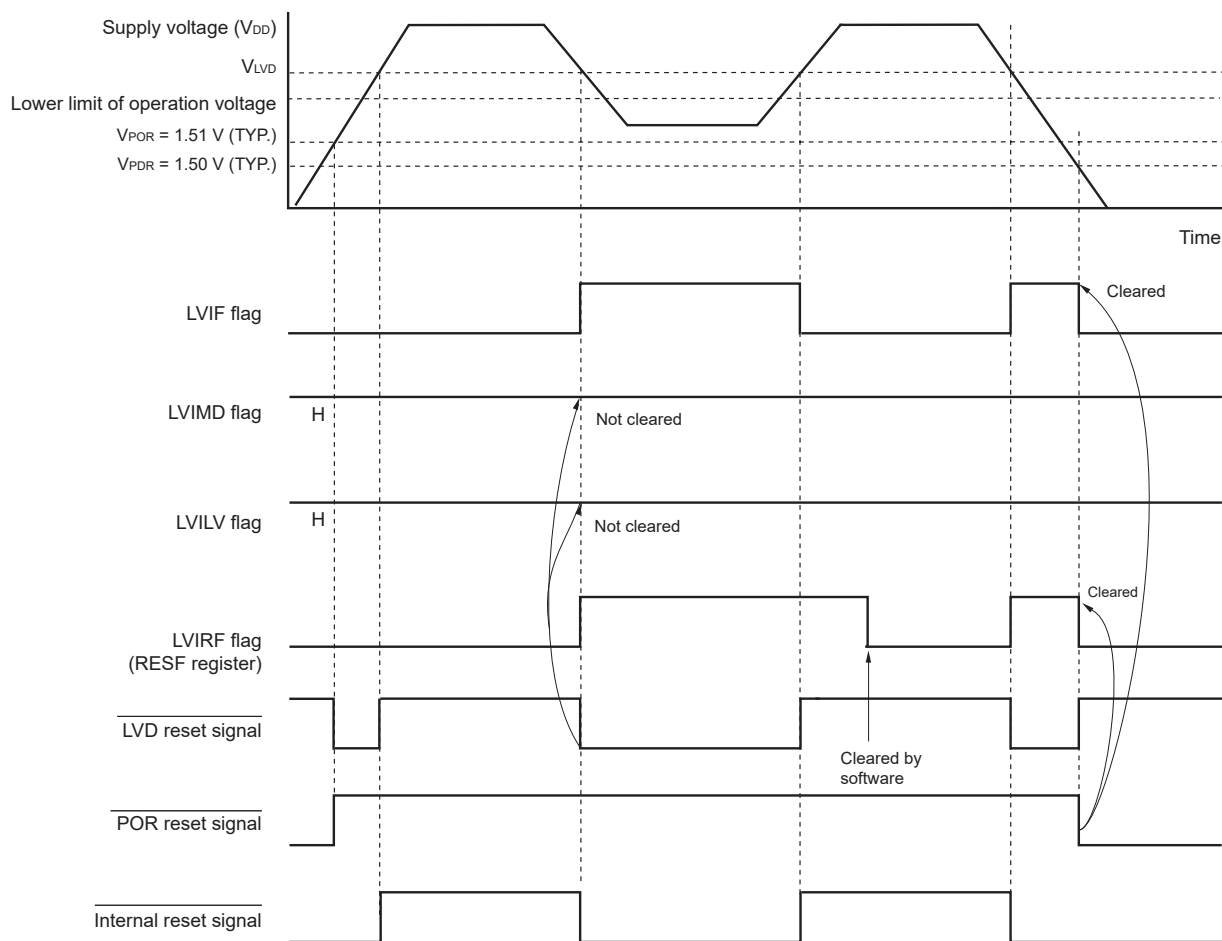 Supply voltage (VDD)
VLVD
Lower limit of operation voltage
VPOR = 1.51 V (TYP.)
VPDR = 1.50 V (TYP.)
Time
LVIF flag
Cleared
LVIMD flag
H
Not cleared
LVILV flag
H
Not cleared
LVIRF flag
(RESF register)
Cleared
LVD reset signal
Cleared by
software
POR reset signal
Internal reset signal